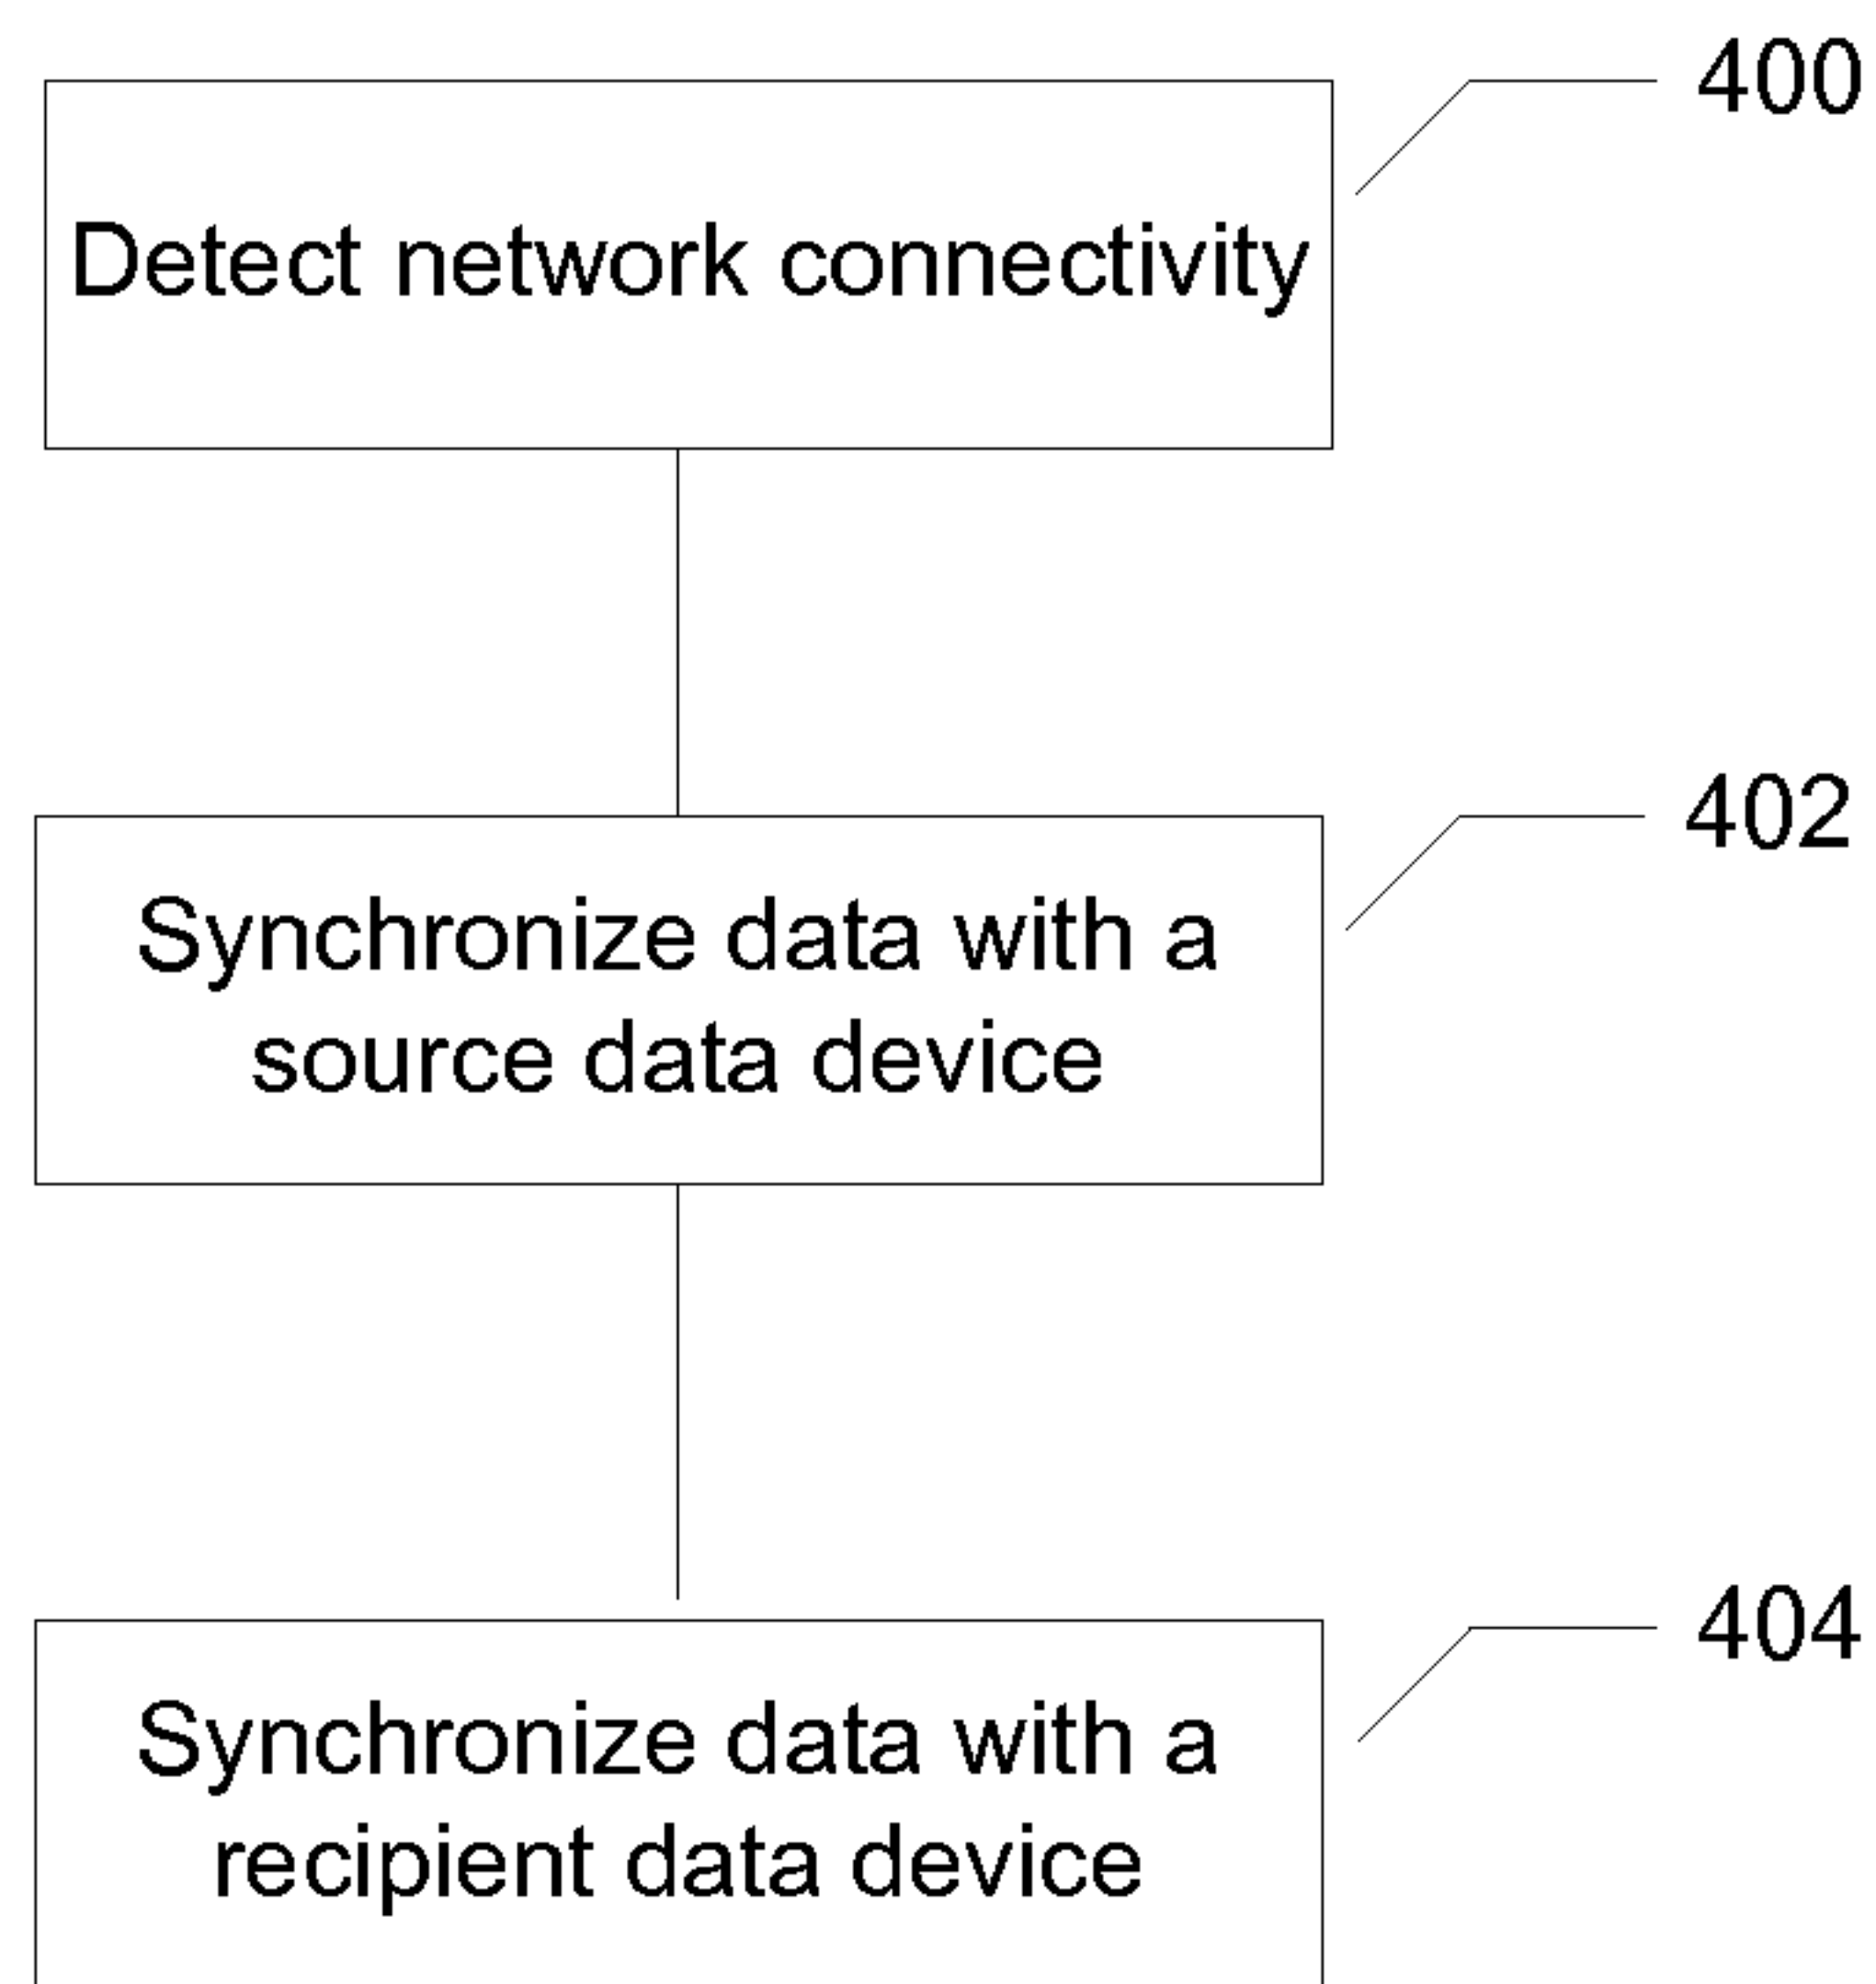 400
Detect network connectivity
402
Synchronize data with a
source data device
404
Synchronize data with a
recipient data device